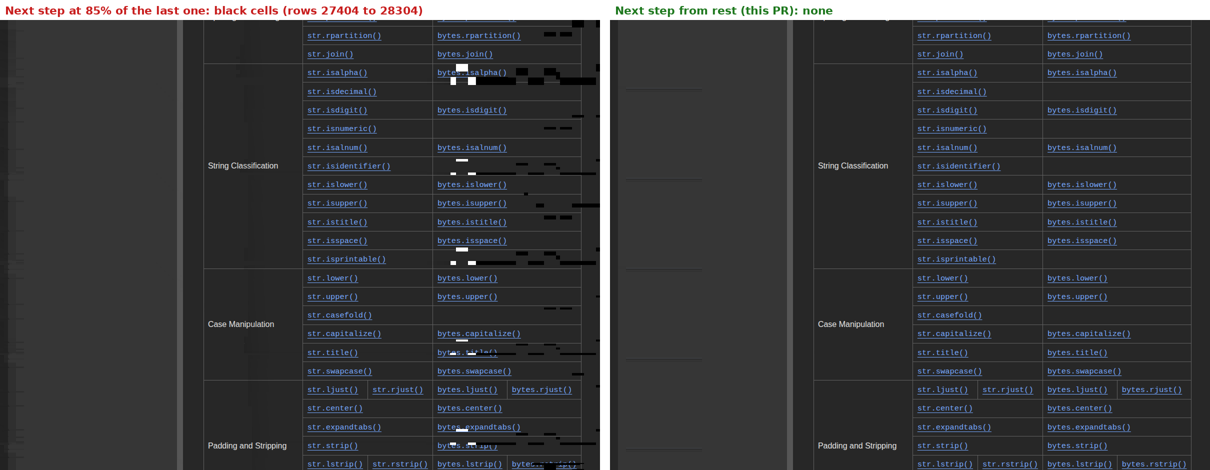 Next step at 85% of the last one: black cells (rows 27404 to 28304)
str.rpartition() bytes.rpartition()
str.join() bytes.join()
str.isalpha() bytes.isalpha()
str.isdecimal()
str.isdigit() bytes.isdigit()
str.isnumeric()
str.isalnum() bytes.isalnum()
String Classification str.isidentifier()
str.islower() bytes.islower()
str.isupper() bytes.isupper()
str.istitle() bytes.istitle()
str.isspace() bytes.isspace()
str.isprintable()
str.lower() bytes.lower()
str.upper() bytes.upper()
Case Manipulation str.casefold()
str.capitalize() bytes.capitalize()
str.title() bytes.title()
str.swapcase() bytes.swapcase()
str.ljust() str.rjust() bytes.ljust() bytes.rjust()
str.center() bytes.center()
str.expandtabs() bytes.expandtabs()
Padding and Stripping str.strip() bytes.strip()
str.lstrip() str.rstrip() bytes.lstrip()
Next step from rest (this PR): none
str.rpartition() bytes.rpartition()
str.join() bytes.join()
str.isalpha() bytes.isalpha()
str.isdecimal()
str.isdigit() bytes.isdigit()
str.isnumeric()
str.isalnum() bytes.isalnum()
String Classification str.isidentifier()
str.islower() bytes.islower()
str.isupper() bytes.isupper()
str.istitle() bytes.istitle()
str.isspace() bytes.isspace()
str.isprintable()
str.lower() bytes.lower()
str.upper() bytes.upper()
Case Manipulation str.casefold()
str.capitalize() bytes.capitalize()
str.title() bytes.title()
str.swapcase() bytes.swapcase()
str.ljust() str.rjust() bytes.ljust() bytes.rjust()
str.center() bytes.center()
str.expandtabs() bytes.expandtabs()
Padding and Stripping str.strip() bytes.strip()
str.lstrip() str.rstrip() bytes.lstrip() bytes.rstrip()